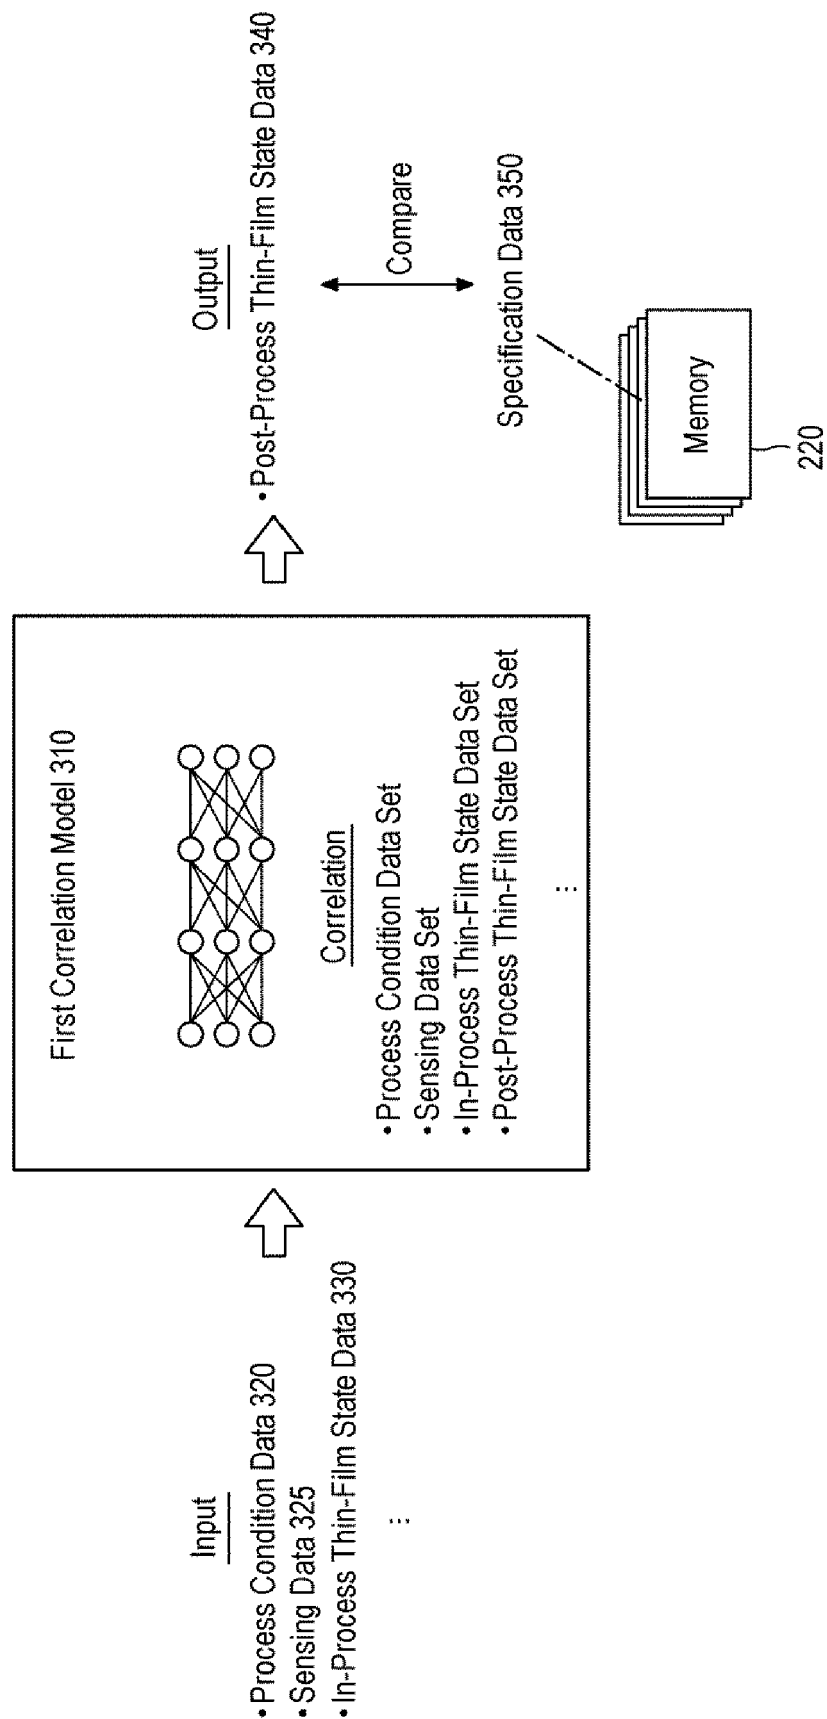 Input
• Process Condition Data 320
• Sensing Data 325
• In-Process Thin-Film State Data 330
⋮
First Correlation Model 310
Correlation
• Process Condition Data Set
• Sensing Data Set
• In-Process Thin-Film State Data Set
• Post-Process Thin-Film State Data Set
⋮
Output
• Post-Process Thin-Film State Data 340
Compare
Specification Data 350
Memory
220